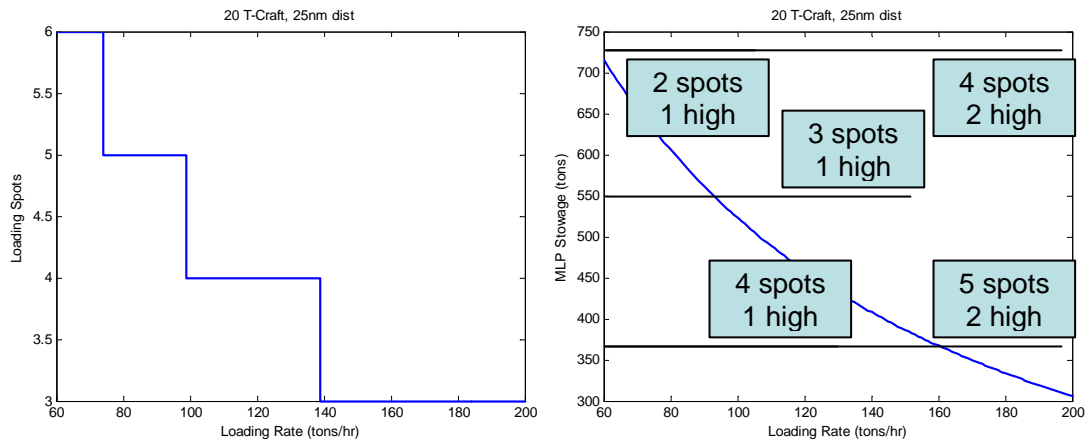 20 T-Craft, 25nm dist
6
5.5
5
4.5
4
3.5
3
Loading Spots
60 80 100 120 140 160 180 200
Loading Rate (tons/hr)
20 T-Craft, 25nm dist
750
700
650
600
550
500
450
400
350
300
MLP Stowage (tons)
2 spots
1 high
4 spots
2 high
3 spots
1 high
4 spots
1 high
5 spots
2 high
60 80 100 120 140 160 180 200
Loading Rate (tons/hr)